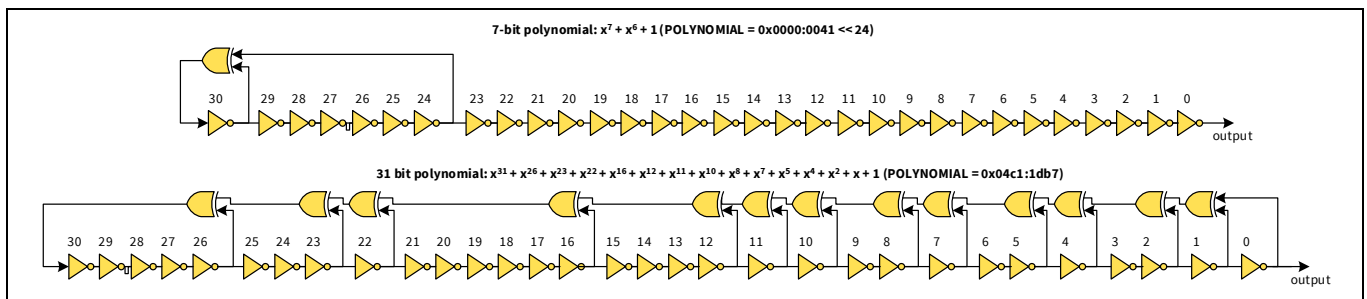 7-bit polynomial: x⁷ + x⁶ + 1 (POLYNOMIAL = 0x0000:0041 << 24)
30 29 28 27 26 25 24 23 22 21 20 19 18 17 16 15 14 13 12 11 10 9 8 7 6 5 4 3 2 1 0
output
31 bit polynomial: x³¹ + x²⁶ + x²³ + x²² + x¹⁶ + x¹² + x¹¹ + x¹⁰ + x⁸ + x⁷ + x⁵ + x⁴ + x² + x + 1 (POLYNOMIAL = 0x04c1:1db7)
30 29 28 27 26 25 24 23 22 21 20 19 18 17 16 15 14 13 12 11 10 9 8 7 6 5 4 3 2 1 0
output